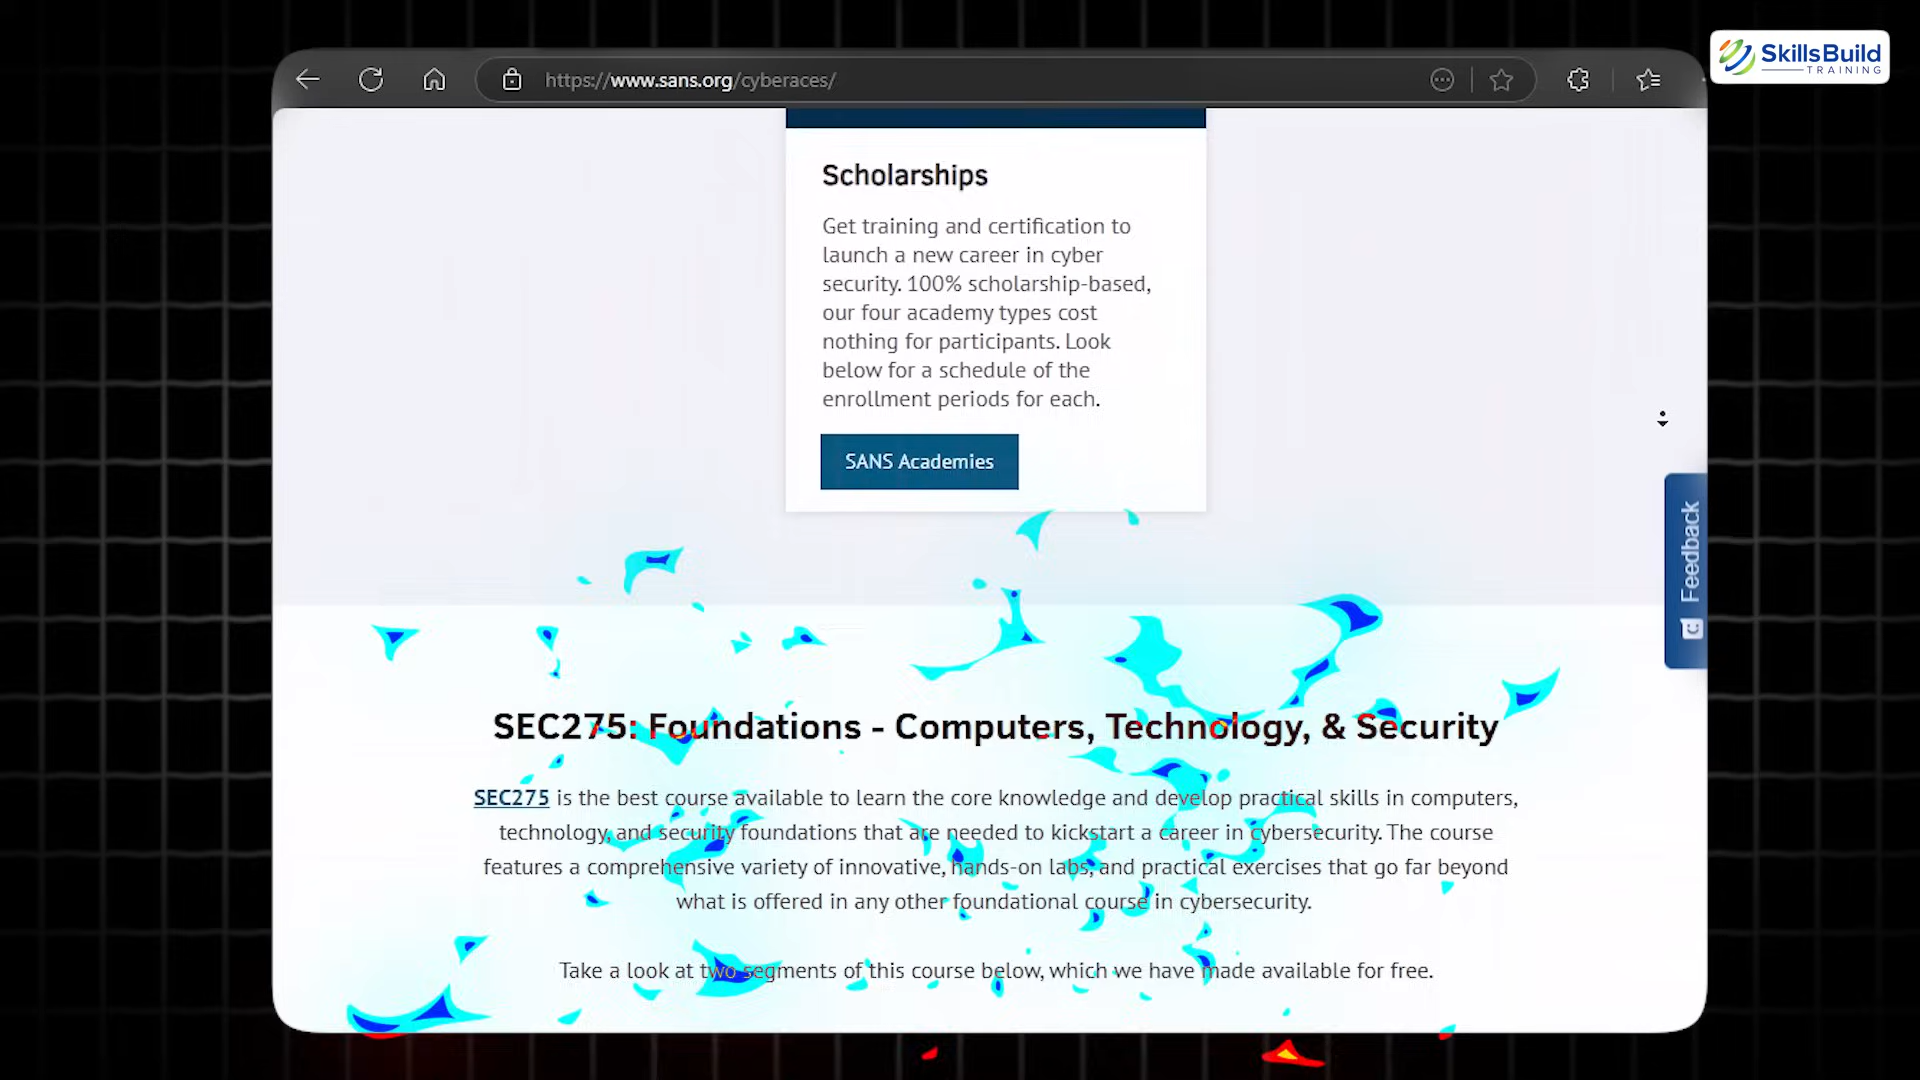 https://www.sans.org/cyberaces/
SkillsBuild
TRAINING
Scholarships
Get training and certification to
launch a new career in cyber
security. 100% scholarship-based,
our four academy types cost
nothing for participants. Look
below for a schedule of the
enrollment periods for each.
SANS Academies
Feedback
SEC275: Foundations - Computers, Technology, & Security
SEC275 is the best course available to learn the core knowledge and develop practical skills in computers,
technology, and security foundations that are needed to kickstart a career in cybersecurity. The course
features a comprehensive variety of innovative, hands-on labs, and practical exercises that go far beyond
what is offered in any other foundational course in cybersecurity.
Take a look at two segments of this course below, which we have made available for free.